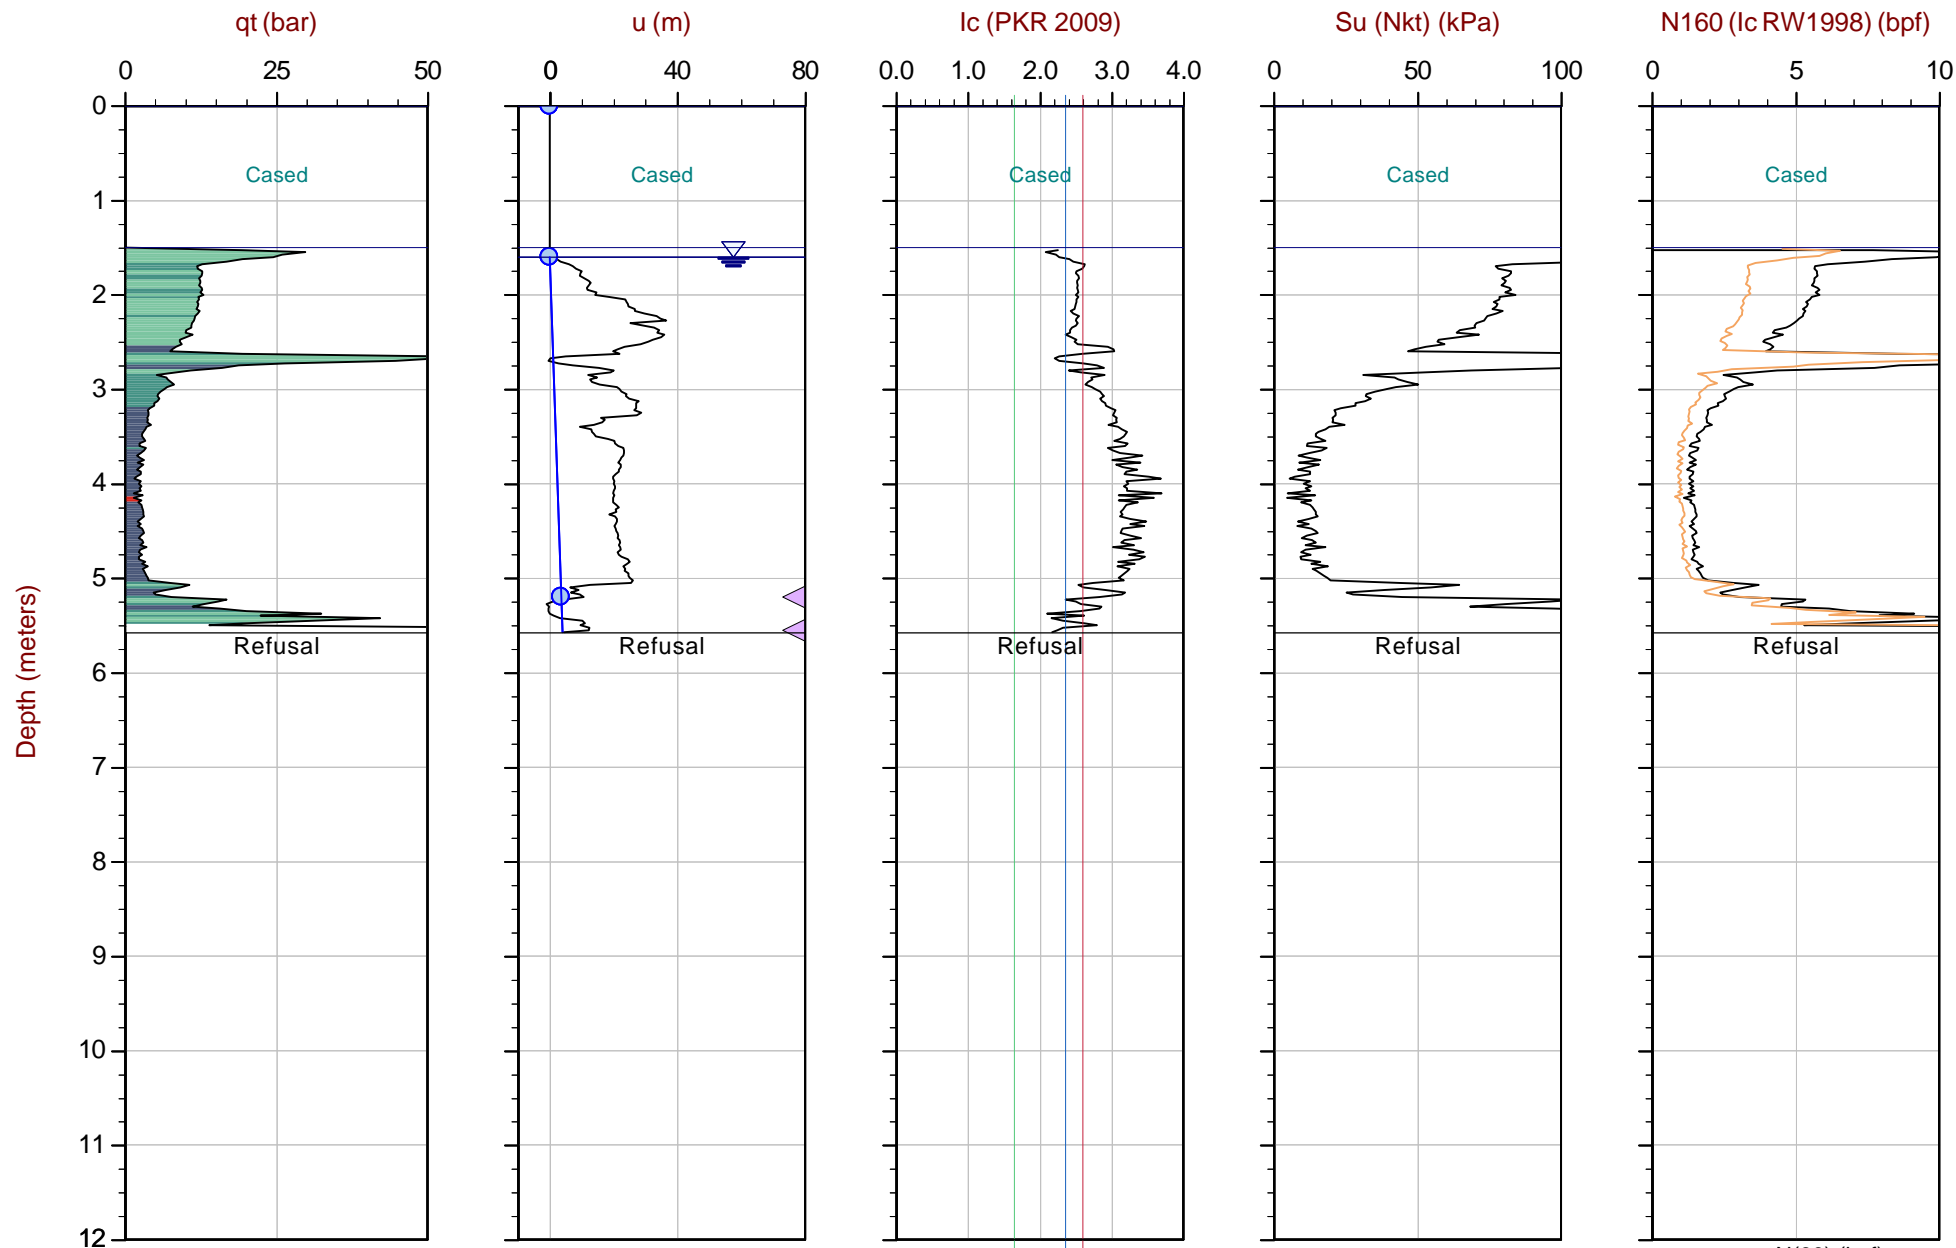 qt (bar) u (m) Ic (PKR 2009) Su (Nkt) (kPa) N160 (Ic RW1998) (bpf)
0 25 50 0 40 80 0.0 1.0 2.0 3.0 4.0 0 50 100 0 5 10
0
Cased Cased Cased Cased Cased
1
2
3
4
5
Refusal Refusal Refusal Refusal Refusal
6
Depth (meters)
7
8
9
10
11
12